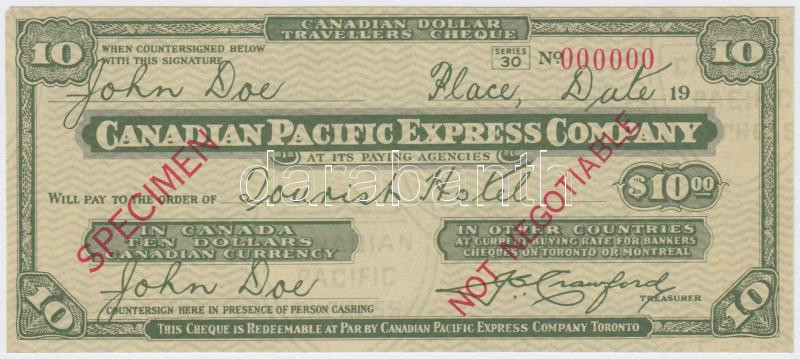 CANADIAN DOLLAR
TRAVELLERS CHEQUE
10
10
WHEN COUNTERSIGNED BELOW
WITH THIS SIGNATURE
SERIES
30
No 000000
John Doe
Place, Date 19
CANADIAN PACIFIC EXPRESS COMPANY
AT ITS PAYING AGENCIES
darabanth
WILL PAY TO THE ORDER OF Tourist Hotel $10.00
SPECIMEN
NOT NEGOTIABLE
IN CANADA
TEN DOLLARS
CANADIAN CURRENCY
IN OTHER COUNTRIES
AT CURRENT BUYING RATE FOR BANKERS
CHEQUES ON TORONTO OR MONTREAL
CANADIAN
PACIFIC
John Doe
Crawford
COUNTERSIGN HERE IN PRESENCE OF PERSON CASHING
TREASURER
10
10
THIS CHEQUE IS REDEEMABLE AT PAR BY CANADIAN PACIFIC EXPRESS COMPANY TORONTO